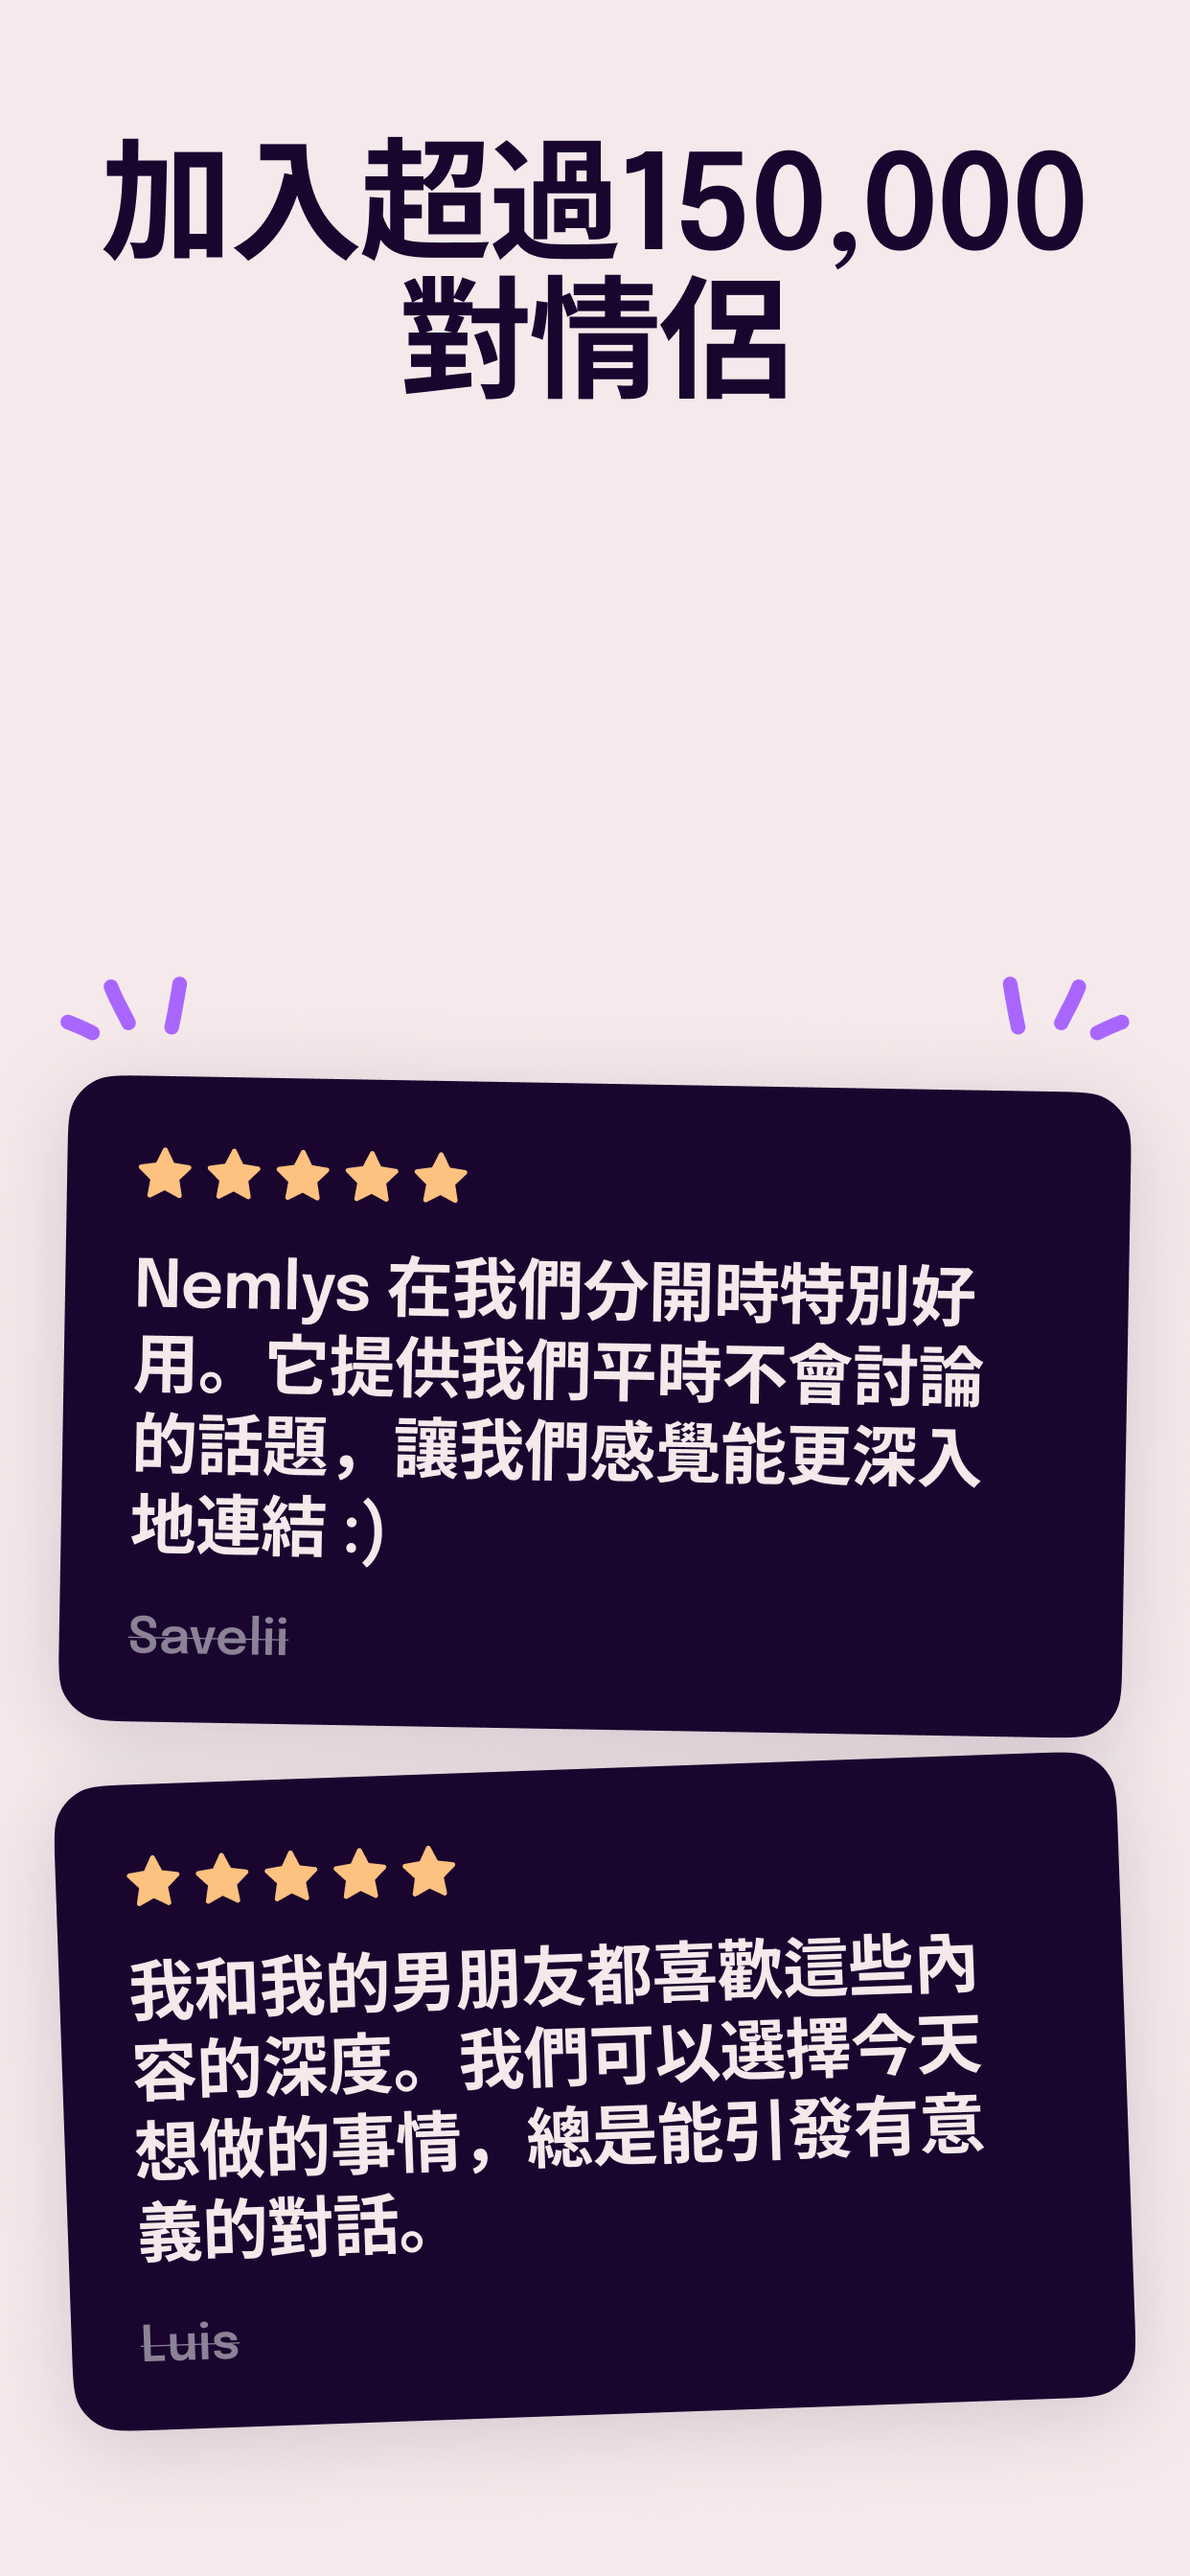 加入超過150,000
對情侶
Nemlys 在我們分開時特別好
用。它提供我們平時不會討論
的話題，讓我們感覺能更深入
地連結 :)
Savelii
我和我的男朋友都喜歡這些內
容的深度。我們可以選擇今天
想做的事情，總是能引發有意
義的對話。
Luis